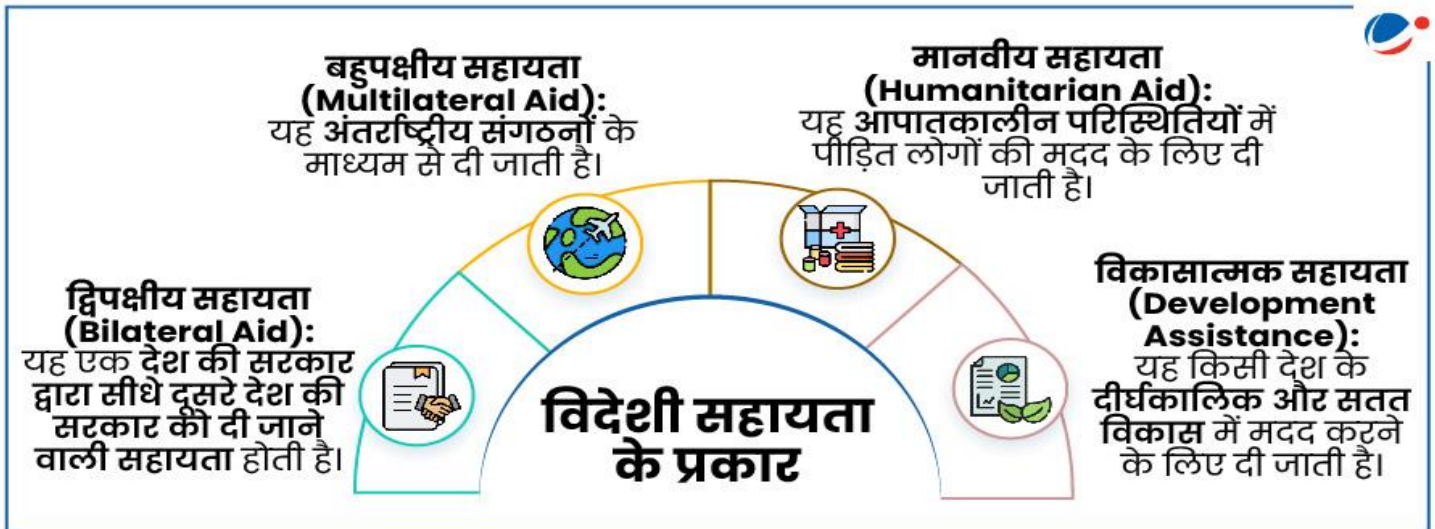 बहुपक्षीय सहायता
(Multilateral Aid):
यह अंतर्राष्ट्रीय संगठनों के
माध्यम से दी जाती है।
मानवीय सहायता
(Humanitarian Aid):
यह आपातकालीन परिस्थितियों में
पीड़ित लोगों की मदद के लिए दी
जाती है।
द्विपक्षीय सहायता
(Bilateral Aid):
यह एक देश की सरकार
द्वारा सीधे दूसरे देश की
सरकार को दी जाने
वाली सहायता होती है।
विकासात्मक सहायता
(Development
Assistance):
यह किसी देश के
दीर्घकालिक और सतत
विकास में मदद करने
के लिए दी जाती है।
विदेशी सहायता
के प्रकार